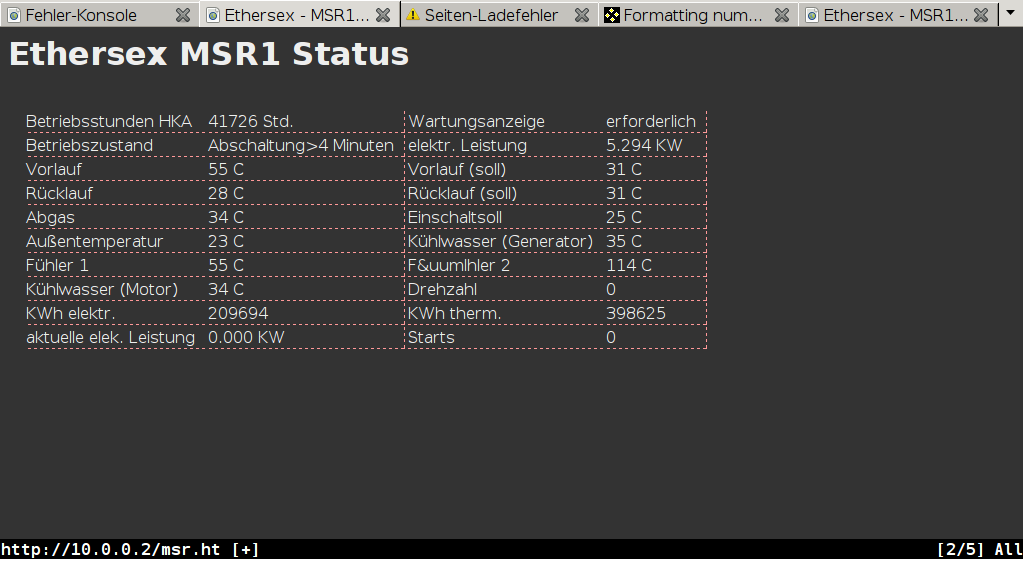 Fehler-Konsole Ethersex - MSR1... Seiten-Ladefehler Formatting num... Ethersex - MSR1...
Ethersex MSR1 Status
Betriebsstunden HKA 41726 Std. Wartungsanzeige erforderlich
Betriebszustand Abschaltung>4 Minuten elektr. Leistung 5.294 KW
Vorlauf 55 C Vorlauf (soll) 31 C
Rücklauf 28 C Rücklauf (soll) 31 C
Abgas 34 C Einschaltsoll 25 C
Außentemperatur 23 C Kühlwasser (Generator) 35 C
Fühler 1 55 C F&uumlhler 2 114 C
Kühlwasser (Motor) 34 C Drehzahl 0
KWh elektr. 209694 KWh therm. 398625
aktuelle elek. Leistung 0.000 KW Starts 0
http://10.0.0.2/msr.ht [+] [2/5] All